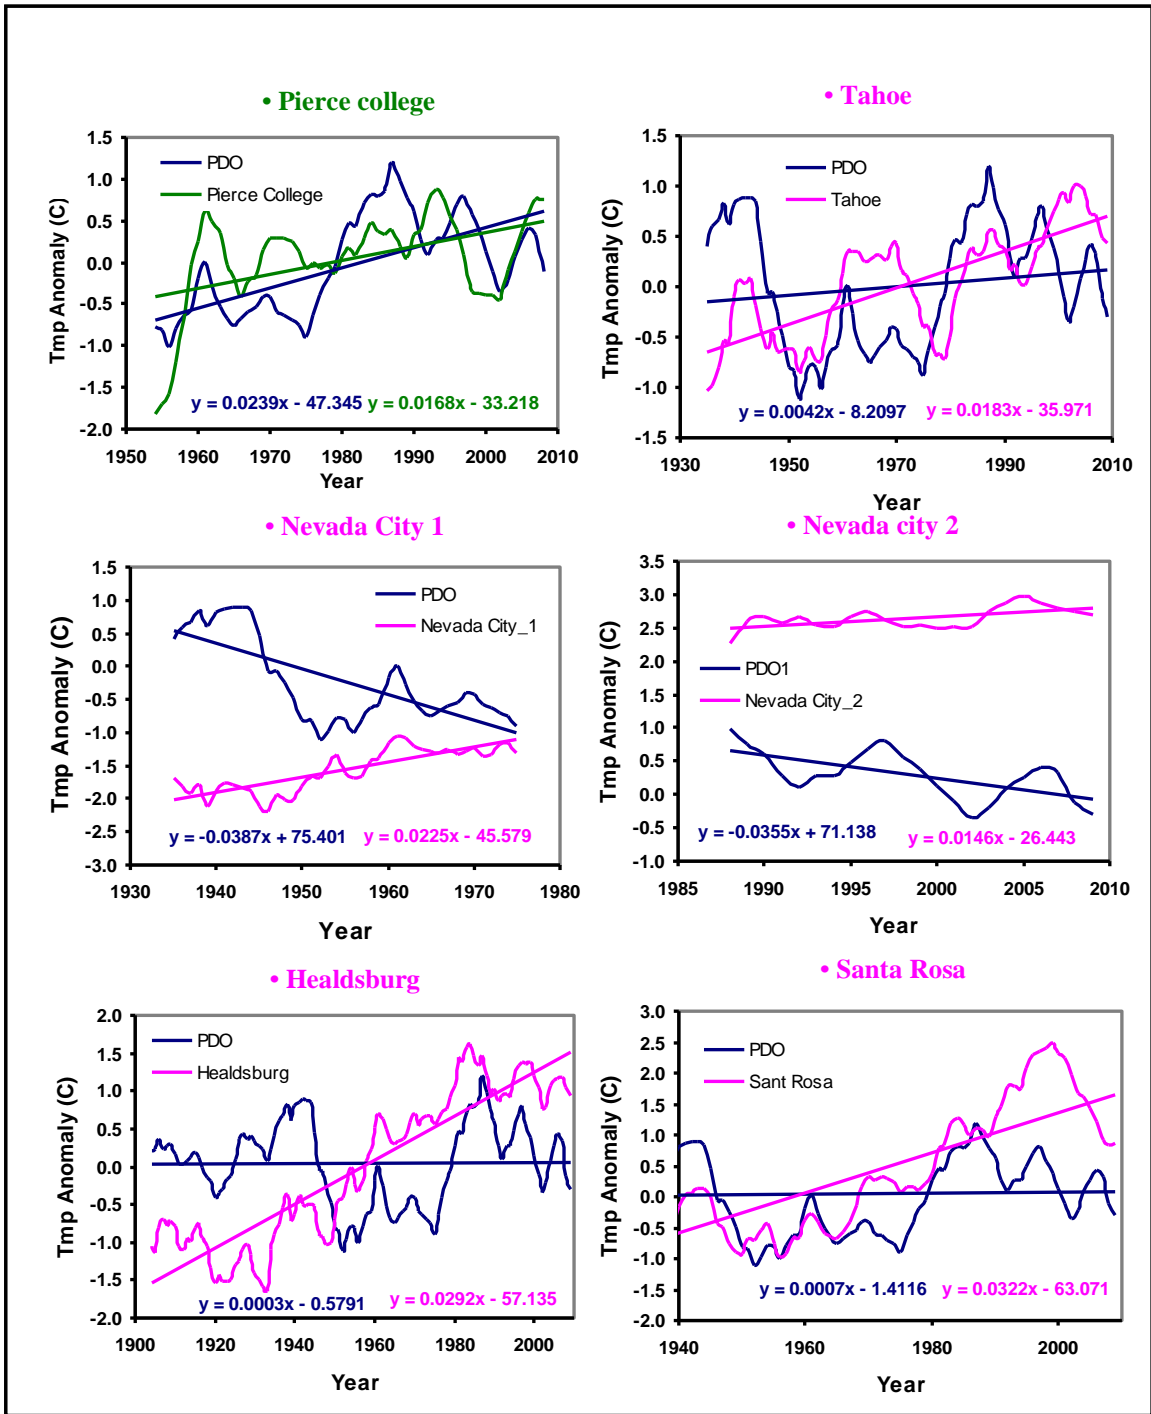 • Pierce college
1.5
1.0
0.5
0.0
-0.5
-1.0
-1.5
-2.0
Tmp Anomaly (C)
PDO
Pierce College
y = 0.0239x - 47.345 y = 0.0168x - 33.218
1950 1960 1970 1980 1990 2000 2010
Year
• Tahoe
1.5
1.0
0.5
0.0
-0.5
-1.0
-1.5
Tmp Anomaly (C)
PDO
Tahoe
y = 0.0042x - 8.2097 y = 0.0183x - 35.971
1930 1950 1970 1990 2010
Year
• Nevada City 1
1.5
1.0
0.5
0.0
-0.5
-1.0
-1.5
-2.0
-2.5
-3.0
Tmp Anomaly (C)
PDO
Nevada City_1
y = -0.0387x + 75.401 y = 0.0225x - 45.579
1930 1940 1950 1960 1970 1980
Year
• Nevada city 2
3.5
3.0
2.5
2.0
1.5
1.0
0.5
0.0
-0.5
-1.0
Tmp Anomaly (C)
PDO1
Nevada City_2
y = -0.0355x + 71.138 y = 0.0146x - 26.443
1985 1990 1995 2000 2005 2010
Year
• Healdsburg
2.0
1.5
1.0
0.5
0.0
-0.5
-1.0
-1.5
-2.0
Tmp Anomaly (C)
PDO
Healdsburg
y = 0.0003x - 0.5791 y = 0.0292x - 57.135
1900 1920 1940 1960 1980 2000
Year
• Santa Rosa
3.0
2.5
2.0
1.5
1.0
0.5
0.0
-0.5
-1.0
-1.5
-2.0
Tmp Anomaly (C)
PDO
Sant Rosa
y = 0.0007x - 1.4116 y = 0.0322x - 63.071
1940 1960 1980 2000
Year